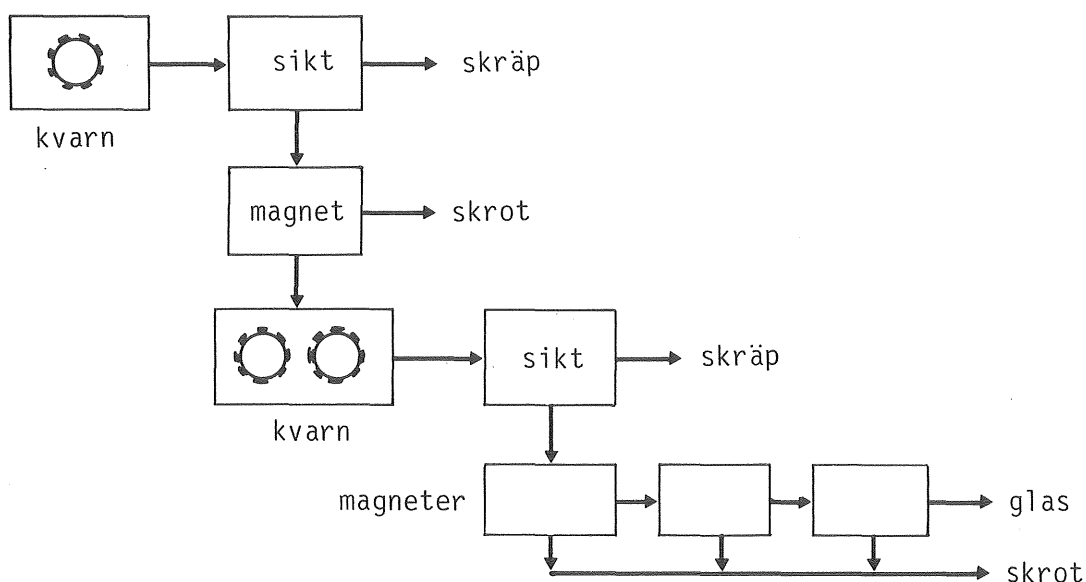 sikt
skräp
kvarn
magnet
skrot
sikt
skräp
kvarn
magneter
glas
skrot